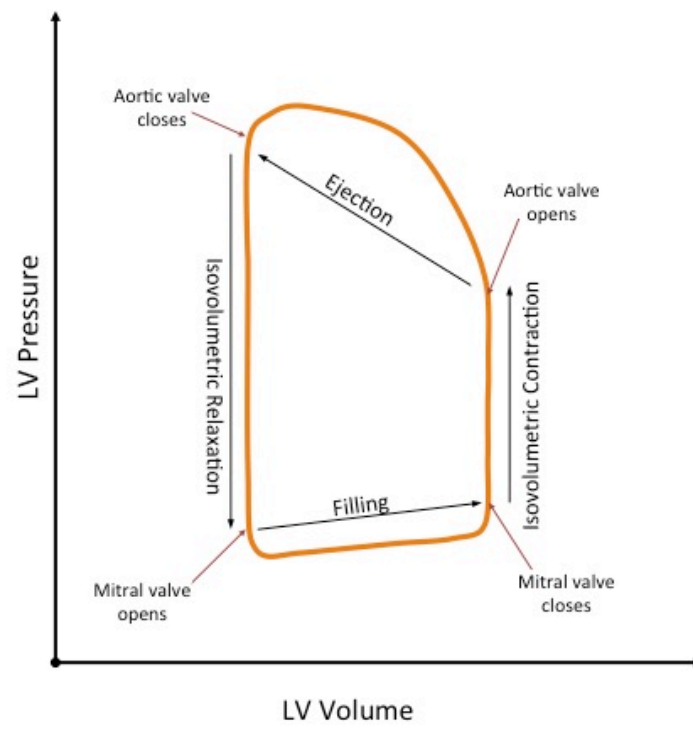 Aortic valve
closes
Ejection
Aortic valve
opens
LV Pressure
Isovolumetric Relaxation
Isovolumetric Contraction
Filling
Mitral valve
opens
Mitral valve
closes
LV Volume